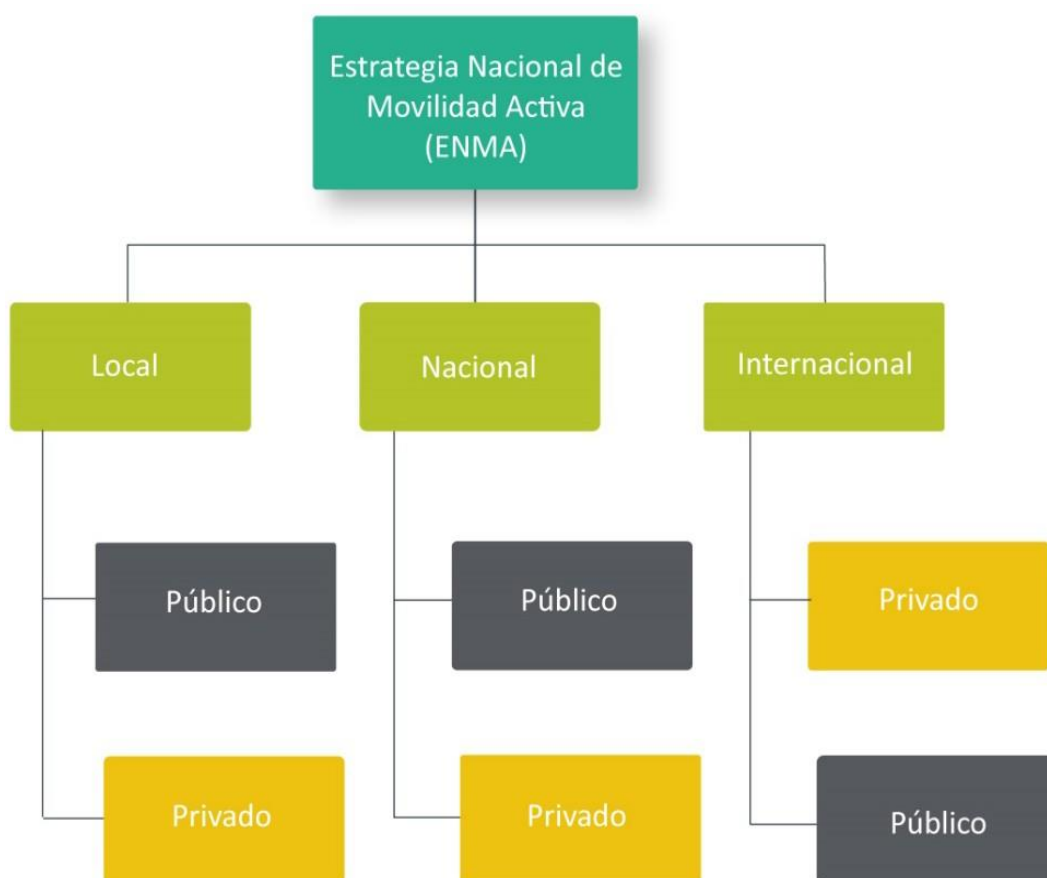 Estrategia Nacional de
Movilidad Activa
(ENMA)
Local
Nacional
Internacional
Público
Público
Privado
Privado
Privado
Público